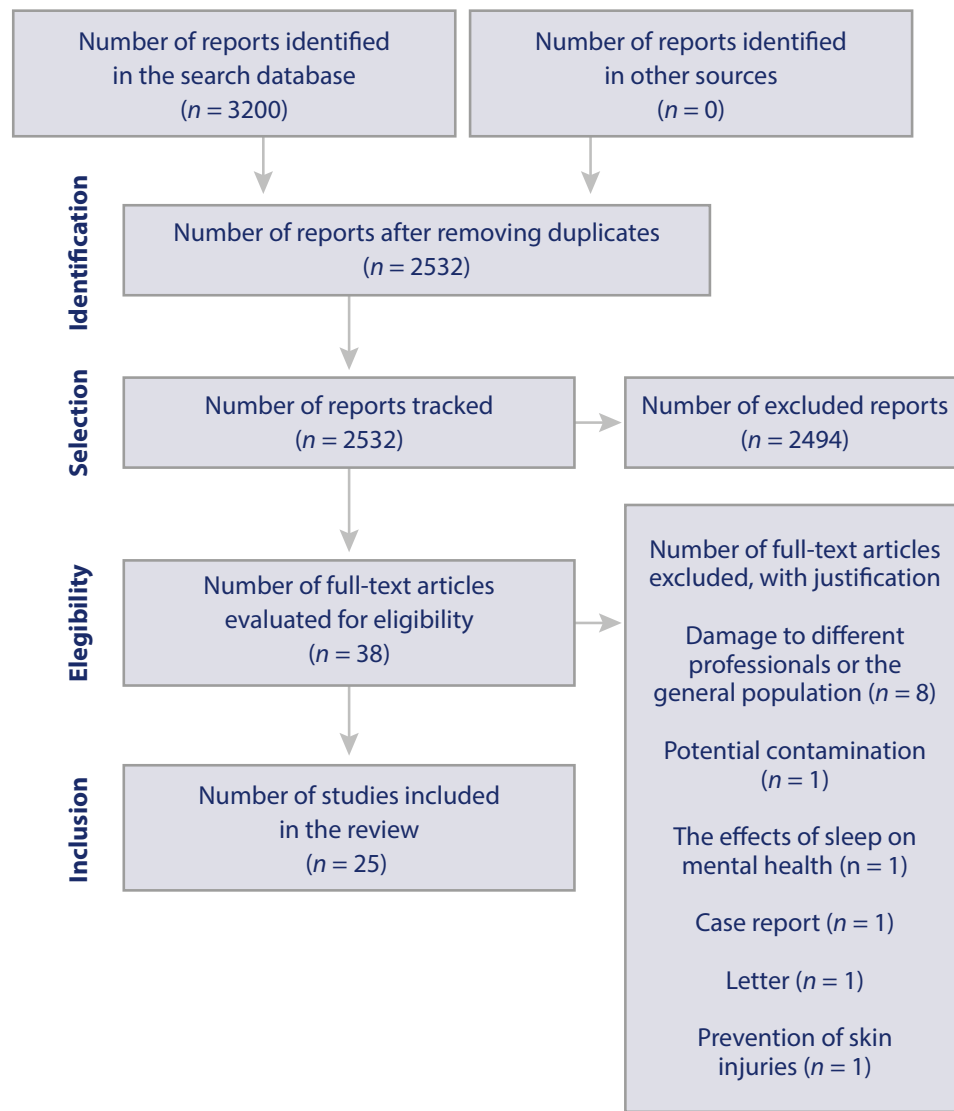 Number of reports identified
in the search database
(n = 3200)
Number of reports identified
in other sources
(n = 0)
Identification
Number of reports after removing duplicates
(n = 2532)
Selection
Number of reports tracked
(n = 2532)
Number of excluded reports
(n = 2494)
Elegibility
Number of full-text articles
evaluated for eligibility
(n = 38)
Number of full-text articles
excluded, with justification
Damage to different
professionals or the
general population (n = 8)
Potential contamination
(n = 1)
The effects of sleep on
mental health (n = 1)
Case report (n = 1)
Letter (n = 1)
Prevention of skin
injuries (n = 1)
Inclusion
Number of studies included
in the review
(n = 25)